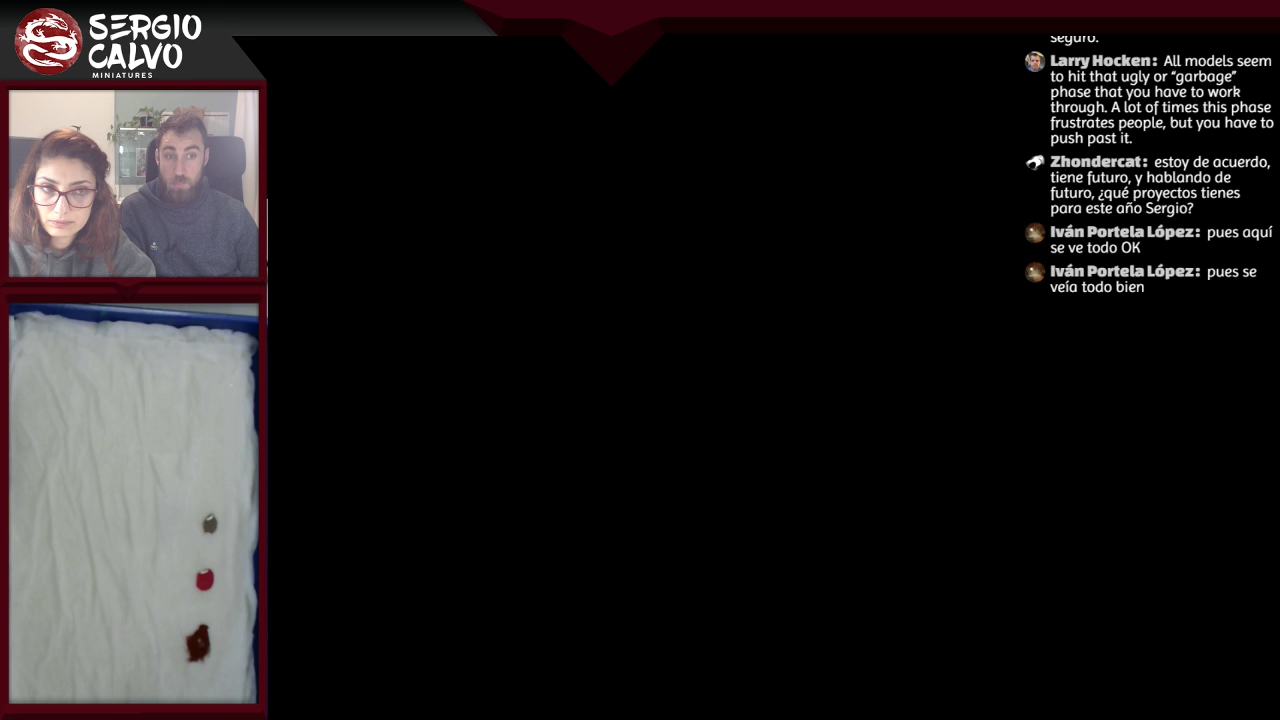 SERGIO
CALVO
MINIATURES
seguro.
Larry Hocken: All models seem
to hit that ugly or “garbage”
phase that you have to work
through. A lot of times this phase
frustrates people, but you have to
push past it.
Zhondercat: estoy de acuerdo,
tiene futuro, y hablando de
futuro, ¿qué proyectos tienes
para este año Sergio?
Iván Portela López: pues aquí
se ve todo OK
Iván Portela López: pues se
veía todo bien